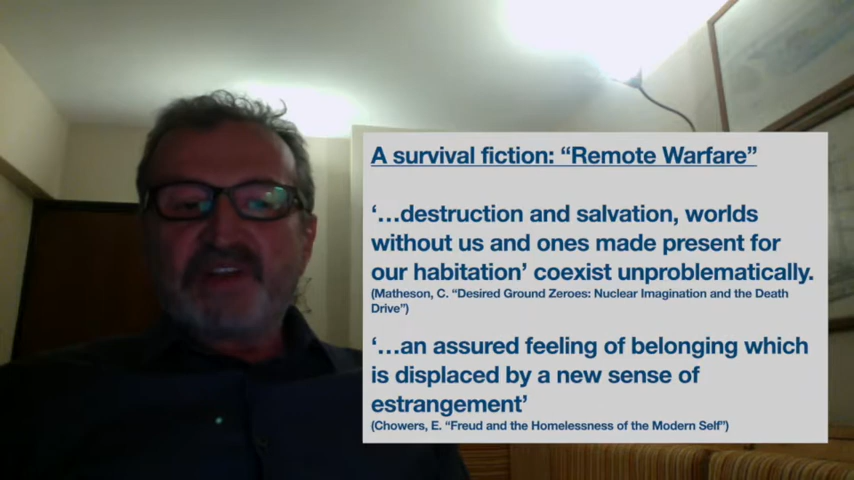 A survival fiction: “Remote Warfare”
‘…destruction and salvation, worlds
without us and ones made present for
our habitation’ coexist unproblematically.
(Matheson, C. “Desired Ground Zeroes: Nuclear Imagination and the Death
Drive”)
‘…an assured feeling of belonging which
is displaced by a new sense of
estrangement’
(Chowers, E. “Freud and the Homelessness of the Modern Self”)